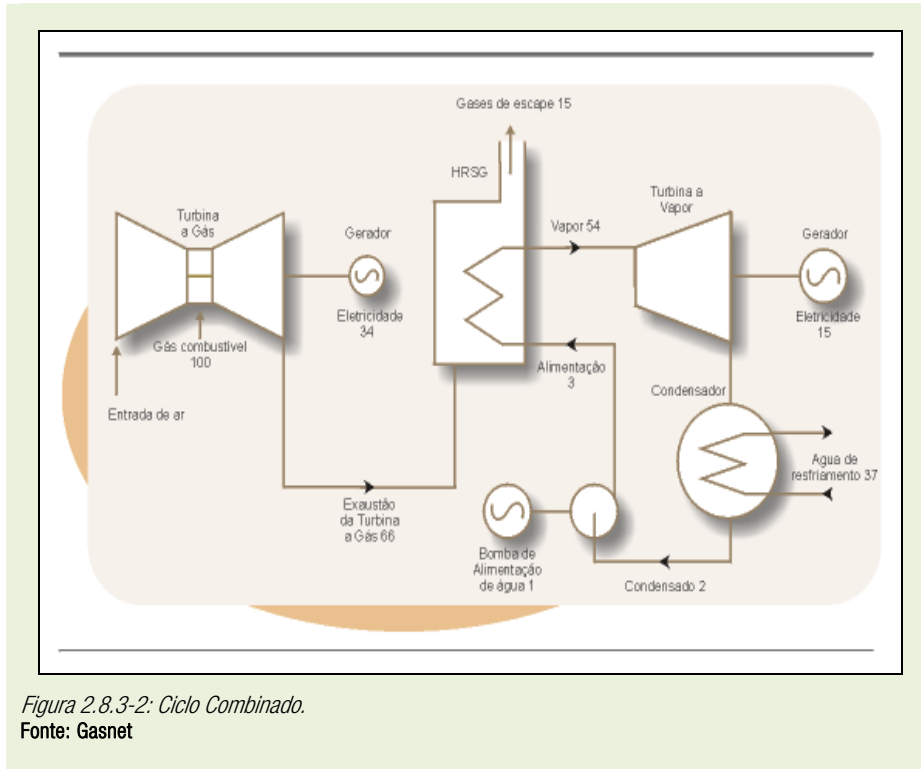 Gases de escape 15
HRSG
Turbina a
Vapor
Turbina
a Gás
Vapor 54
Gerador
Gerador
Eletricidade
34
Eletricidade
15
Gás combustível
100
Alimentação
3
Condensador
Entrada de ar
Agua de
resfriamento 37
Exaustão
da Turbina
a Gás 66
Bomba de
Alimentação
de água 1
Condensado 2
Figura 2.8.3-2: Ciclo Combinado.
Fonte: Gasnet